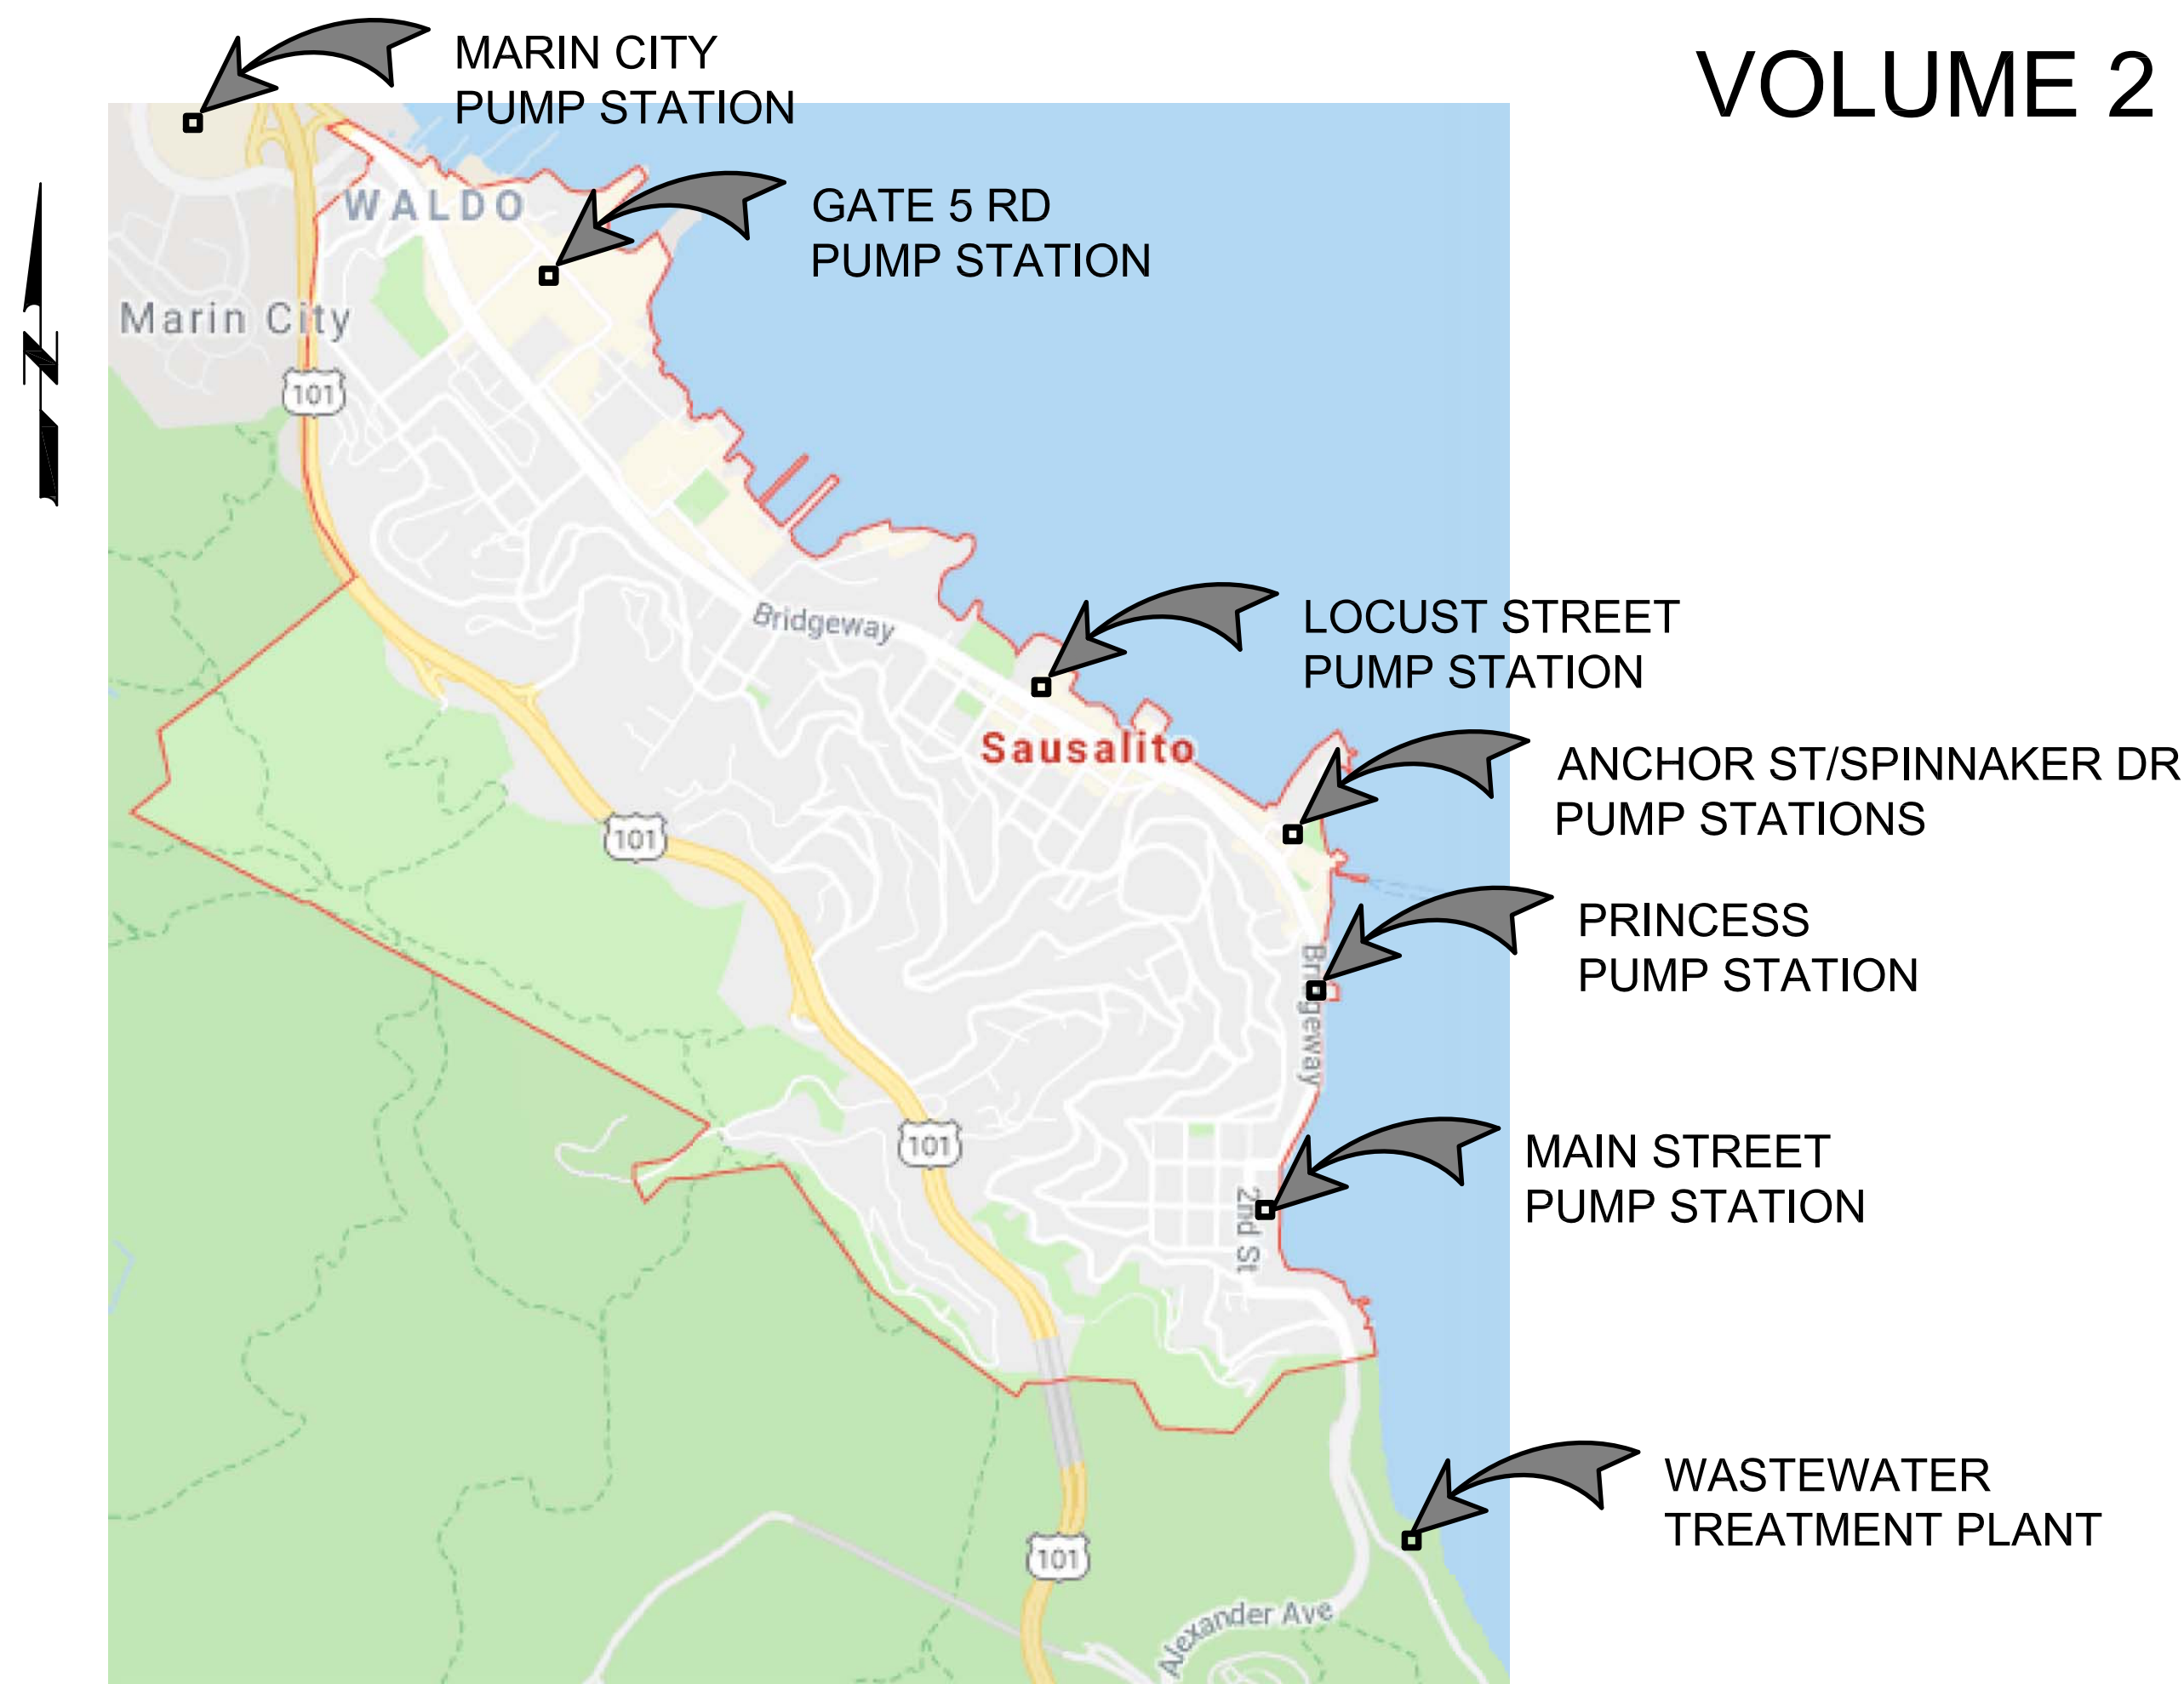 MARIN CITY
PUMP STATION
VOLUME 2
WALDO
GATE 5 RD
PUMP STATION
N
Marin City
101
Bridgeway
LOCUST STREET
PUMP STATION
Sausalito
ANCHOR ST/SPINNAKER DR
PUMP STATIONS
101
PRINCESS
PUMP STATION
Bridgeway
101
MAIN STREET
PUMP STATION
2nd St
WASTEWATER
TREATMENT PLANT
101
Alexander Ave